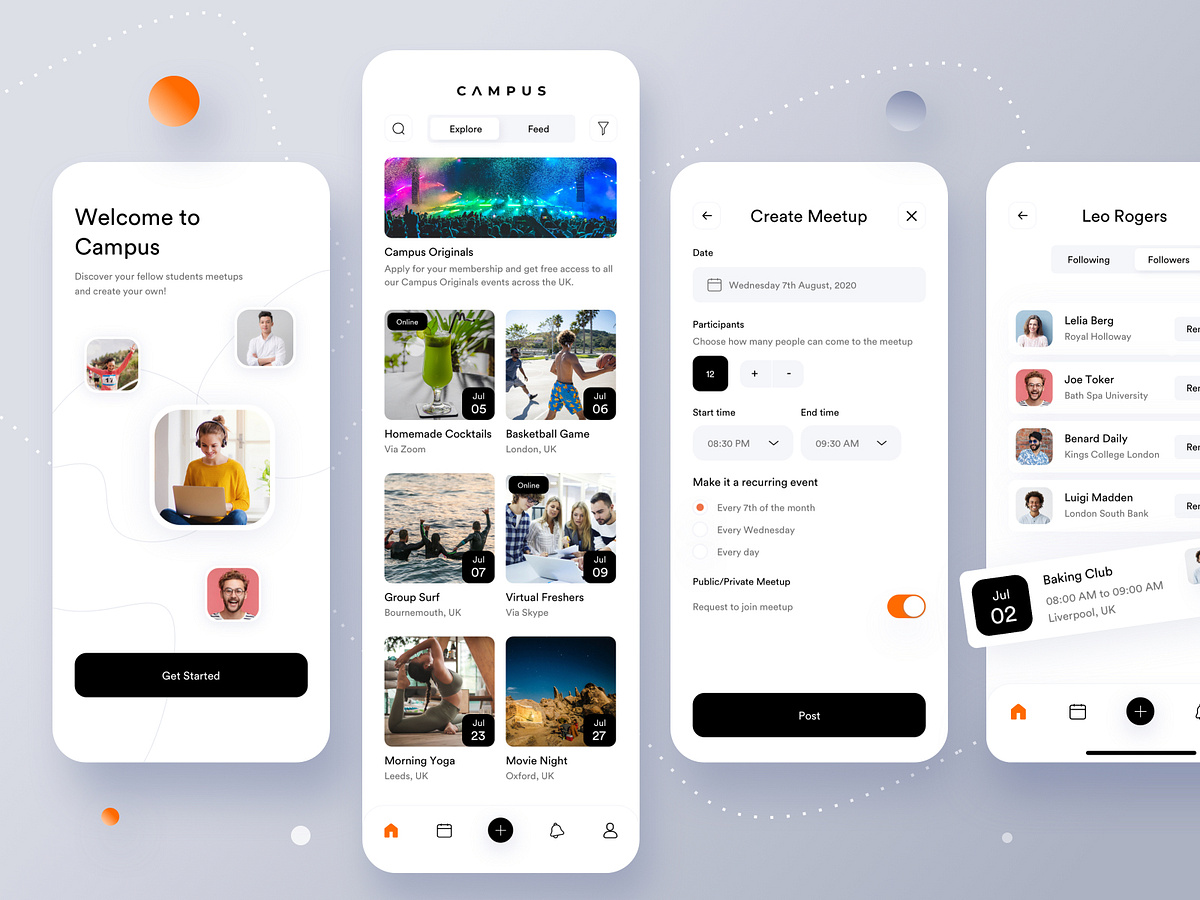 Welcome to
Campus
Discover your fellow students meetups
and create your own!
17
Get Started
CAMPUS
Explore
Feed
Campus Originals
Apply for your membership and get free access to all
our Campus Originals events across the UK.
Online
Jul
05
Jul
06
Homemade Cocktails
Via Zoom
Basketball Game
London, UK
Online
Jul
07
Jul
09
Group Surf
Bournemouth, UK
Virtual Freshers
Via Skype
Jul
23
Jul
27
Morning Yoga
Leeds, UK
Movie Night
Oxford, UK
Create Meetup
Date
Wednesday 7th August, 2020
Participants
Choose how many people can come to the meetup
12
+
-
Start time
End time
08:30 PM
09:30 AM
Make it a recurring event
Every 7th of the month
Every Wednesday
Every day
Public/Private Meetup
Request to join meetup
Post
Leo Rogers
Following
Followers
Lelia Berg
Royal Holloway
Joe Toker
Bath Spa University
Benard Daily
Kings College London
Luigi Madden
London South Bank
Jul
02
Baking Club
08:00 AM to 09:00 AM
Liverpool, UK